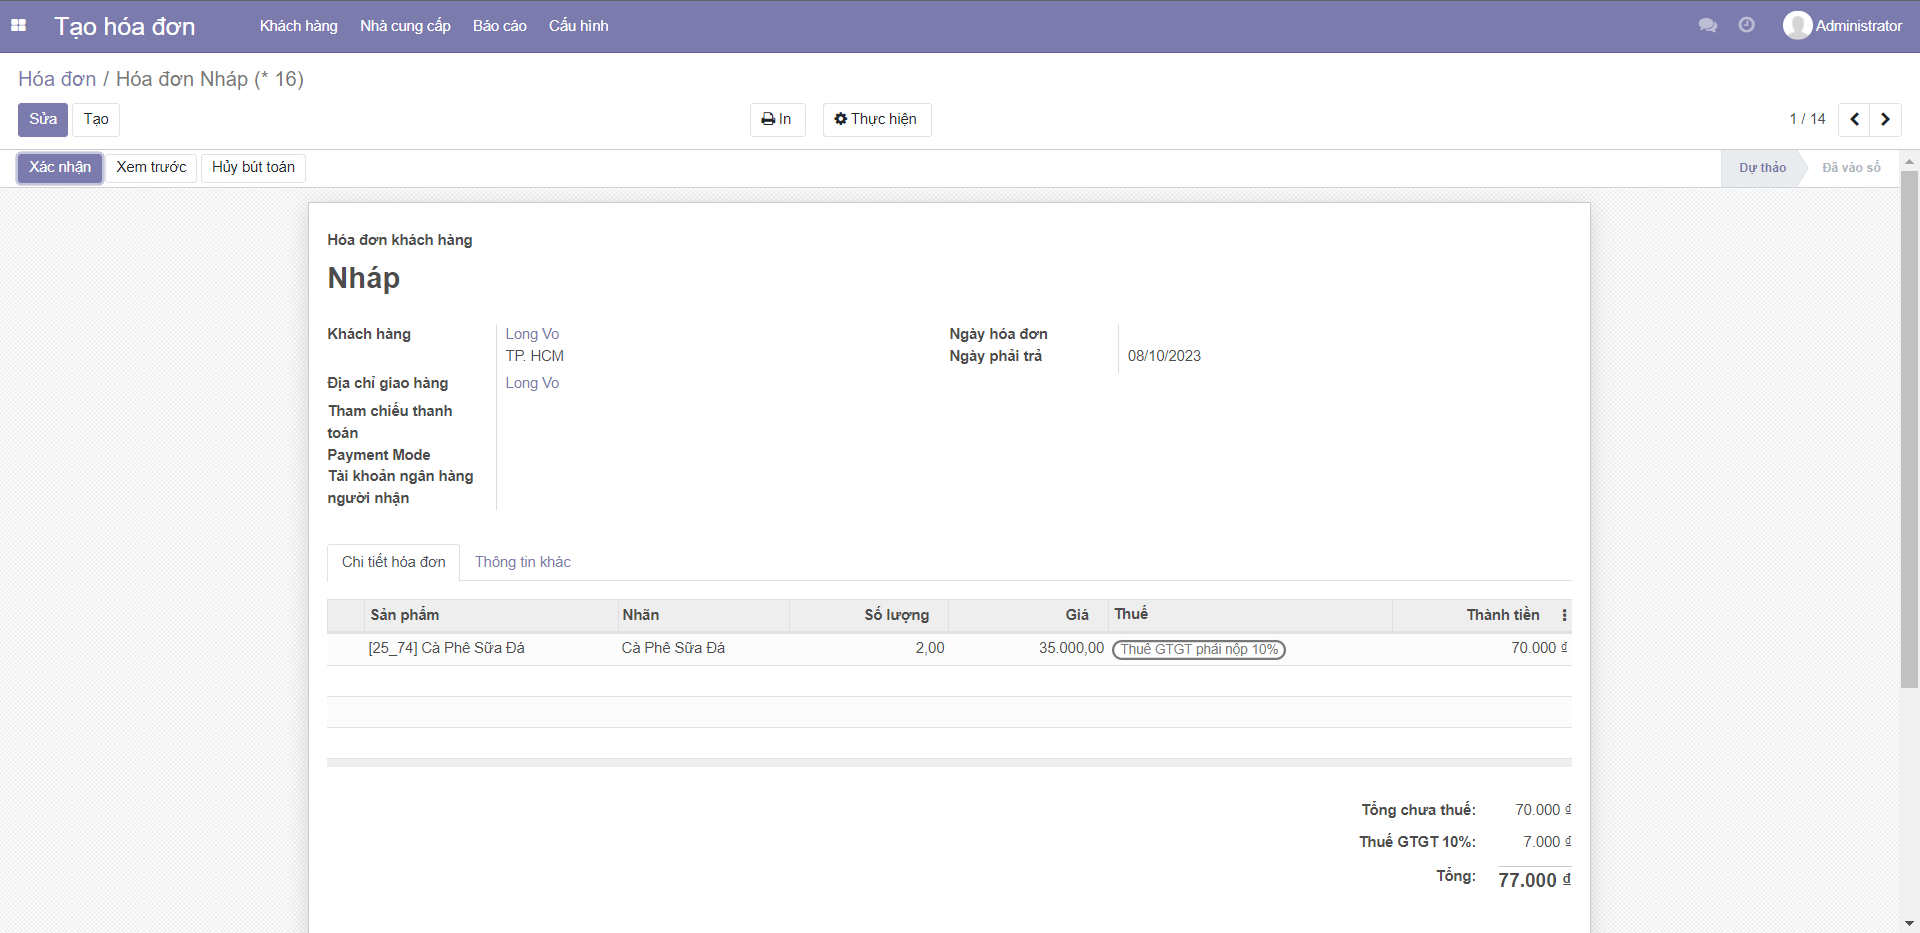 Tạo hóa đơn
Khách hàng
Nhà cung cấp
Báo cáo
Cấu hình
Administrator
Hóa đơn / Hóa đơn Nháp (* 16)
Sửa
Tạo
In
Thực hiện
1 / 14
Xác nhận
Xem trước
Hủy bút toán
Dự thảo
Đã vào sổ
Hóa đơn khách hàng
Nháp
Khách hàng
Long Vo
TP. HCM
Ngày hóa đơn
Ngày phải trả
08/10/2023
Địa chỉ giao hàng
Long Vo
Tham chiếu thanh
toán
Payment Mode
Tài khoản ngân hàng
người nhận
Chi tiết hóa đơn
Thông tin khác
Sản phẩm
Nhãn
Số lượng
Giá
Thuế
Thành tiền
[25_74] Cà Phê Sữa Đá
Cà Phê Sữa Đá
2,00
35.000,00
Thuế GTGT phải nộp 10%
70.000 ₫
Tổng chưa thuế:
70.000 ₫
Thuế GTGT 10%:
7.000 ₫
Tổng:
77.000 ₫